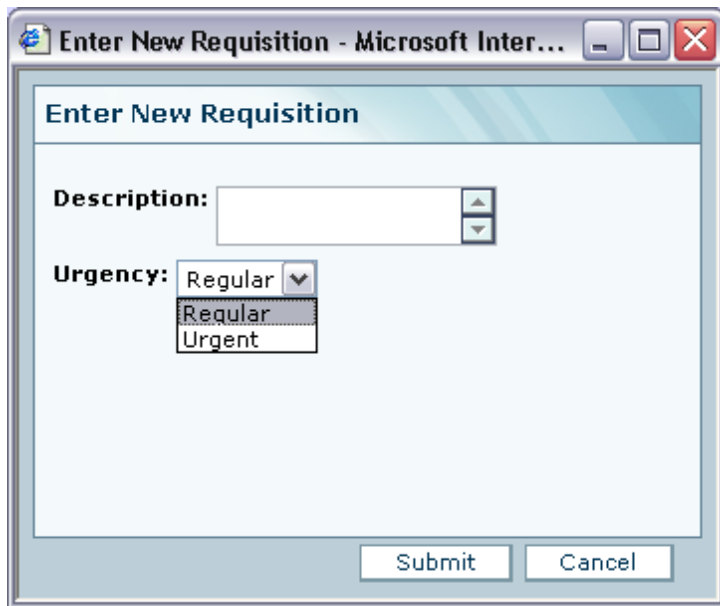 Enter New Requisition - Microsoft Inter...
Enter New Requisition
Description:
Urgency: Regular
Regular
Urgent
Submit Cancel